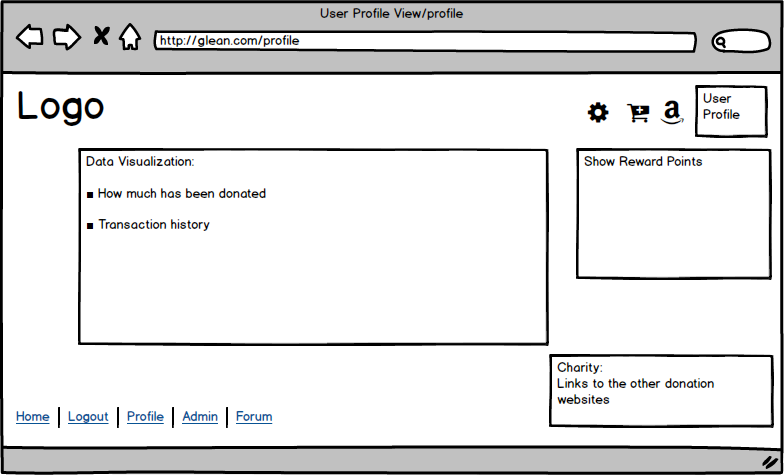 User Profile View/profile
http://glean.com/profile
Logo
a
User
Profile
Data Visualization:
How much has been donated
Transaction history
Show Reward Points
Charity:
Links to the other donation
websites
Home Logout Profile Admin Forum